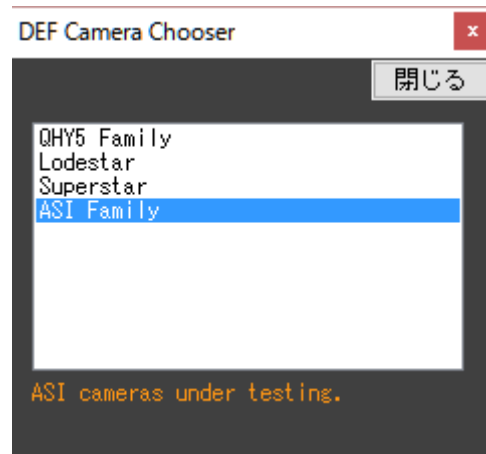 DEF Camera Chooser
x
閉じる
QHY5 Family
Lodestar
Superstar
ASI Family
ASI cameras under testing.